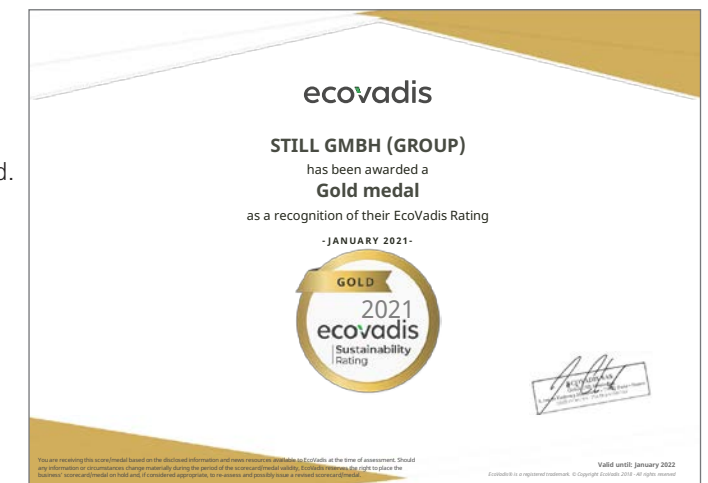 d.
ecovadis
STILL GMBH (GROUP)
has been awarded a
Gold medal
as a recognition of their EcoVadis Rating
- JANUARY 2021-
GOLD
2021
ecovadis
Sustainability
Rating
You are receiving this score/medal based on the disclosed information and news resources available to EcoVadis at the time of assessment. Should
any information or circumstances change materially during the period of the scorecard/medal validity, EcoVadis reserves the right to place the
business' scorecard/medal on hold and, if considered appropriate, to re-assess and possibly issue a revised scorecard/medal.
Valid until: January 2022
EcoVadis® is a registered trademark. © Copyright EcoVadis 2018 - All rights reserved